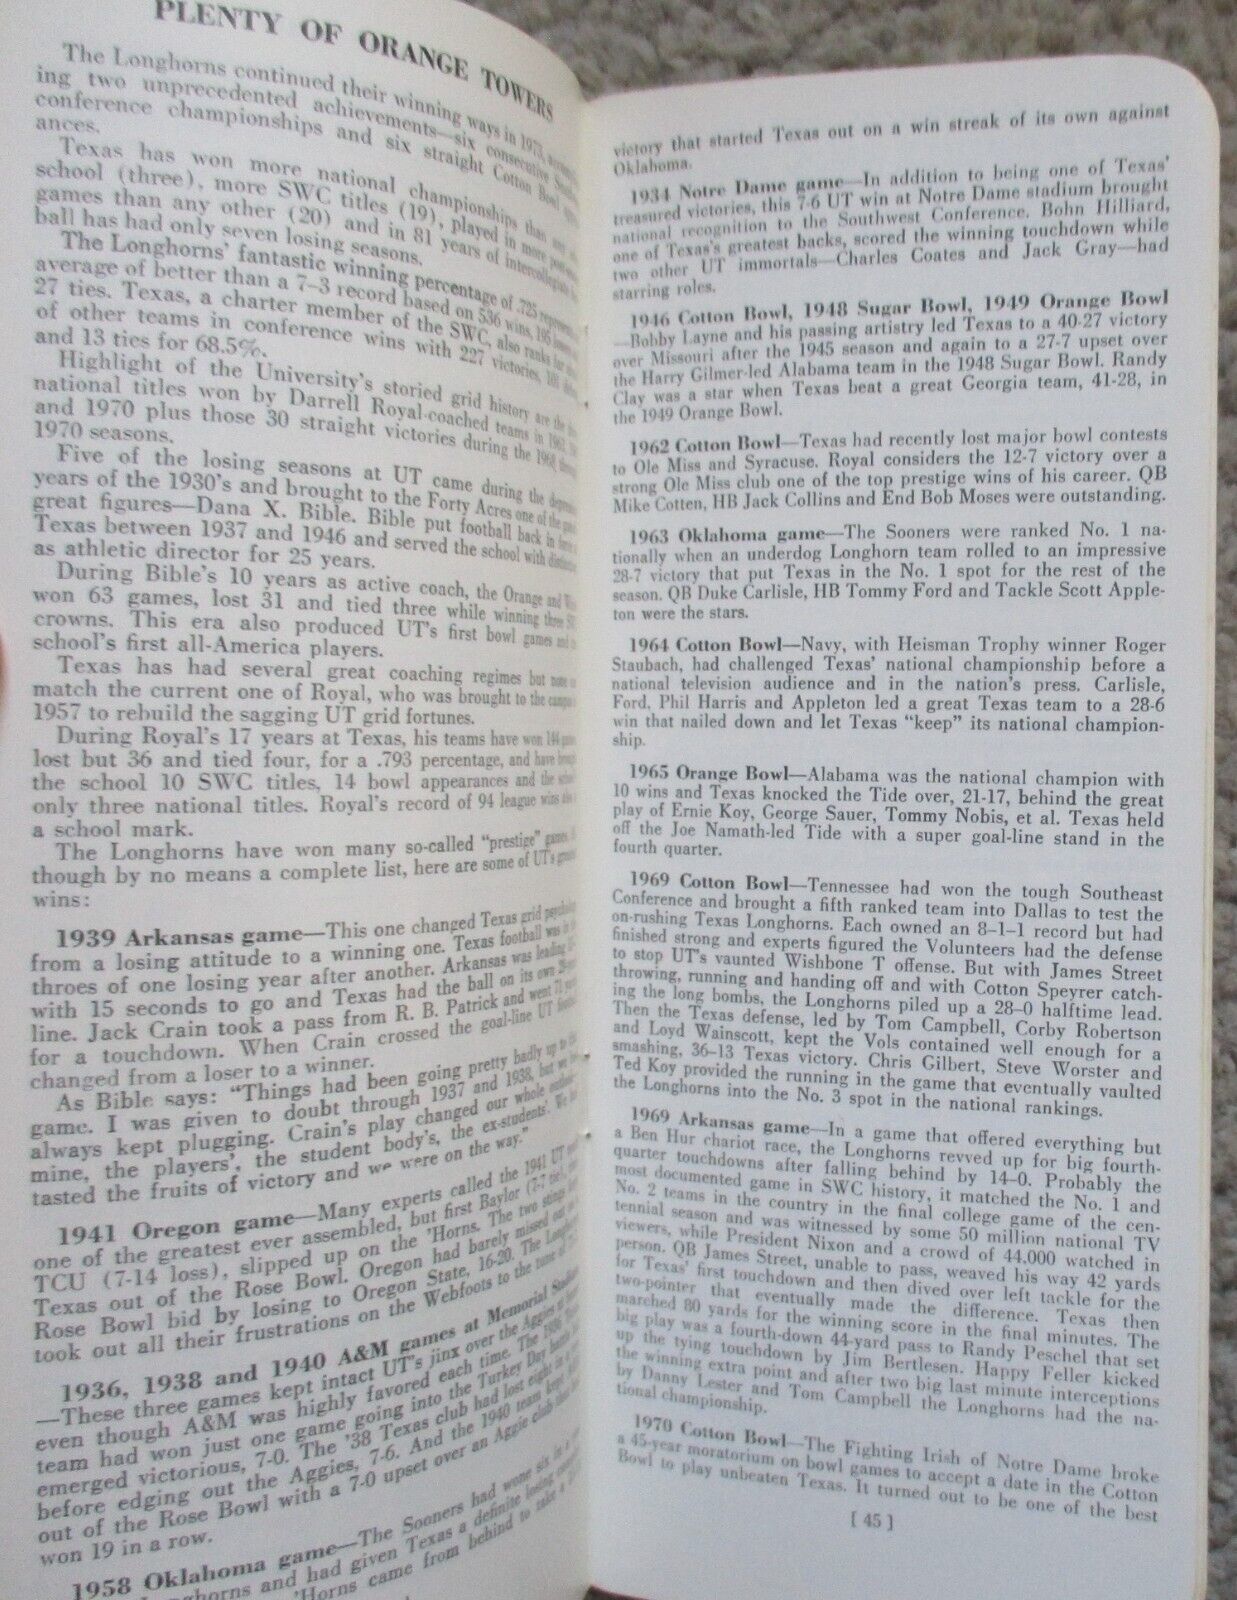 PLENTY OF ORANGE TOWERS
The Longhorns continued their winning ways in 1973,
ing two unprecedented achievements—six consecutive
conference championships and six straight Cotton Bowl
ances.
Texas has won more national championships than any
school (three), more SWC titles (19), played in more
games than any other (20) and in 81 years of intercollegiate
ball has had only seven losing seasons.
The Longhorns' fantastic winning percentage of .725
average of better than a 7–3 record based on 536 wins, 195
27 ties. Texas, a charter member of the SWC, also ranks
of other teams in conference wins with 227 victories, 101
and 13 ties for 68.5%.
Highlight of the University's storied grid history are the
national titles won by Darrell Royal-coached teams in 1963,
and 1970 plus those 30 straight victories during the 1968,
1970 seasons.
Five of the losing seasons at UT came during the
years of the 1930's and brought to the Forty Acres one of the
great figures—Dana X. Bible. Bible put football back in
Texas between 1937 and 1946 and served the school with
as athletic director for 25 years.
During Bible's 10 years as active coach, the Orange and
won 63 games, lost 31 and tied three while winning three
crowns. This era also produced UT's first bowl games and
school's first all-America players.
Texas has had several great coaching regimes but none
match the current one of Royal, who was brought to the campus
1957 to rebuild the sagging UT grid fortunes.
During Royal's 17 years at Texas, his teams have won 144
lost but 36 and tied four, for a .793 percentage, and have
the school 10 SWC titles, 14 bowl appearances and the
only three national titles. Royal's record of 94 league wins
a school mark.
The Longhorns have won many so-called "prestige" games.
though by no means a complete list, here are some of UT's
wins:
1939 Arkansas game—This one changed Texas grid
from a losing attitude to a winning one. Texas football was
throes of one losing year after another. Arkansas was leading
with 15 seconds to go and Texas had the ball on its own
line. Jack Crain took a pass from R. B. Patrick and went 71
for a touchdown. When Crain crossed the goal-line UT
changed from a loser to a winner.
As Bible says: "Things had been going pretty badly up to
game. I was given to doubt through 1937 and 1938, but we
always kept plugging. Crain's play changed our whole
mine, the players', the student body's, the ex-students'. We
tasted the fruits of victory and we were on the way."
1941 Oregon game—Many experts called the 1941 UT
one of the greatest ever assembled, but first Baylor (7-7
TCU (7-14 loss), slipped up on the 'Horns. The two
Texas out of the Rose Bowl. Oregon had barely missed
Rose Bowl bid by losing to Oregon State, 16-20. The
took out all their frustrations on the Webfoots to the tune of
1936, 1938 and 1940 A&M games at Memorial Stadium
—These three games kept intact UT's jinx over the Aggies
even though A&M was highly favored each time. The 1936
team had won just one game going into the Turkey Day
emerged victorious, 7-0. The '38 Texas club had lost eight
before edging out the Aggies, 7-6. And the 1940 team
out of the Rose Bowl with a 7-0 upset over an Aggie club that
won 19 in a row.
1958 Oklahoma game—The Sooners had won six in a
Longhorns and had given Texas a definite losing
'Horns came from behind to take a
victory that started Texas out on a win streak of its own against
Oklahoma.
1934 Notre Dame game—In addition to being one of Texas'
treasured victories, this 7-6 UT win at Notre Dame stadium brought
national recognition to the Southwest Conference. Bohn Hilliard,
one of Texas's greatest backs, scored the winning touchdown while
two other UT immortals—Charles Coates and Jack Gray—had
starring roles.
1946 Cotton Bowl, 1948 Sugar Bowl, 1949 Orange Bowl
—Bobby Layne and his passing artistry led Texas to a 40-27 victory
over Missouri after the 1945 season and again to a 27-7 upset over
the Harry Gilmer-led Alabama team in the 1948 Sugar Bowl. Randy
Clay was a star when Texas beat a great Georgia team, 41-28, in
the 1949 Orange Bowl.
1962 Cotton Bowl—Texas had recently lost major bowl contests
to Ole Miss and Syracuse. Royal considers the 12-7 victory over a
strong Ole Miss club one of the top prestige wins of his career. QB
Mike Cotten, HB Jack Collins and End Bob Moses were outstanding.
1963 Oklahoma game—The Sooners were ranked No. 1 na-
tionally when an underdog Longhorn team rolled to an impressive
28-7 victory that put Texas in the No. 1 spot for the rest of the
season. QB Duke Carlisle, HB Tommy Ford and Tackle Scott Apple-
ton were the stars.
1964 Cotton Bowl—Navy, with Heisman Trophy winner Roger
Staubach, had challenged Texas' national championship before a
national television audience and in the nation's press. Carlisle,
Ford, Phil Harris and Appleton led a great Texas team to a 28-6
win that nailed down and let Texas "keep" its national champion-
ship.
1965 Orange Bowl—Alabama was the national champion with
10 wins and Texas knocked the Tide over, 21-17, behind the great
play of Ernie Koy, George Sauer, Tommy Nobis, et al. Texas held
off the Joe Namath-led Tide with a super goal-line stand in the
fourth quarter.
1969 Cotton Bowl—Tennessee had won the tough Southeast
Conference and brought a fifth ranked team into Dallas to test the
on-rushing Texas Longhorns. Each owned an 8–1–1 record but had
finished strong and experts figured the Volunteers had the defense
to stop UT's vaunted Wishbone T offense. But with James Street
throwing, running and handing off and with Cotton Speyrer catch-
ing the long bombs, the Longhorns piled up a 28–0 halftime lead.
Then the Texas defense, led by Tom Campbell, Corby Robertson
and Loyd Wainscott, kept the Vols contained well enough for a
smashing, 36–13 Texas victory. Chris Gilbert, Steve Worster and
Ted Koy provided the running in the game that eventually vaulted
the Longhorns into the No. 3 spot in the national rankings.
1969 Arkansas game—In a game that offered everything but
a Ben Hur chariot race, the Longhorns revved up for big fourth-
quarter touchdowns after falling behind by 14–0. Probably the
most documented game in SWC history, it matched the No. 1 and
No. 2 teams in the country in the final college game of the cen-
tennial season and was witnessed by some 50 million national TV
viewers, while President Nixon and a crowd of 44,000 watched in
person. QB James Street, unable to pass, weaved his way 42 yards
for Texas' first touchdown and then dived over left tackle for the
two-pointer that eventually made the difference. Texas then
marched 80 yards for the winning score in the final minutes. The
big play was a fourth-down 44-yard pass to Randy Peschel that set
up the tying touchdown by Jim Bertlesen. Happy Feller kicked
the winning extra point and after two big last minute interceptions
by Danny Lester and Tom Campbell the Longhorns had the na-
tional championship.
1970 Cotton Bowl—The Fighting Irish of Notre Dame broke
a 45-year moratorium on bowl games to accept a date in the Cotton
Bowl to play unbeaten Texas. It turned out to be one of the best
[ 45 ]